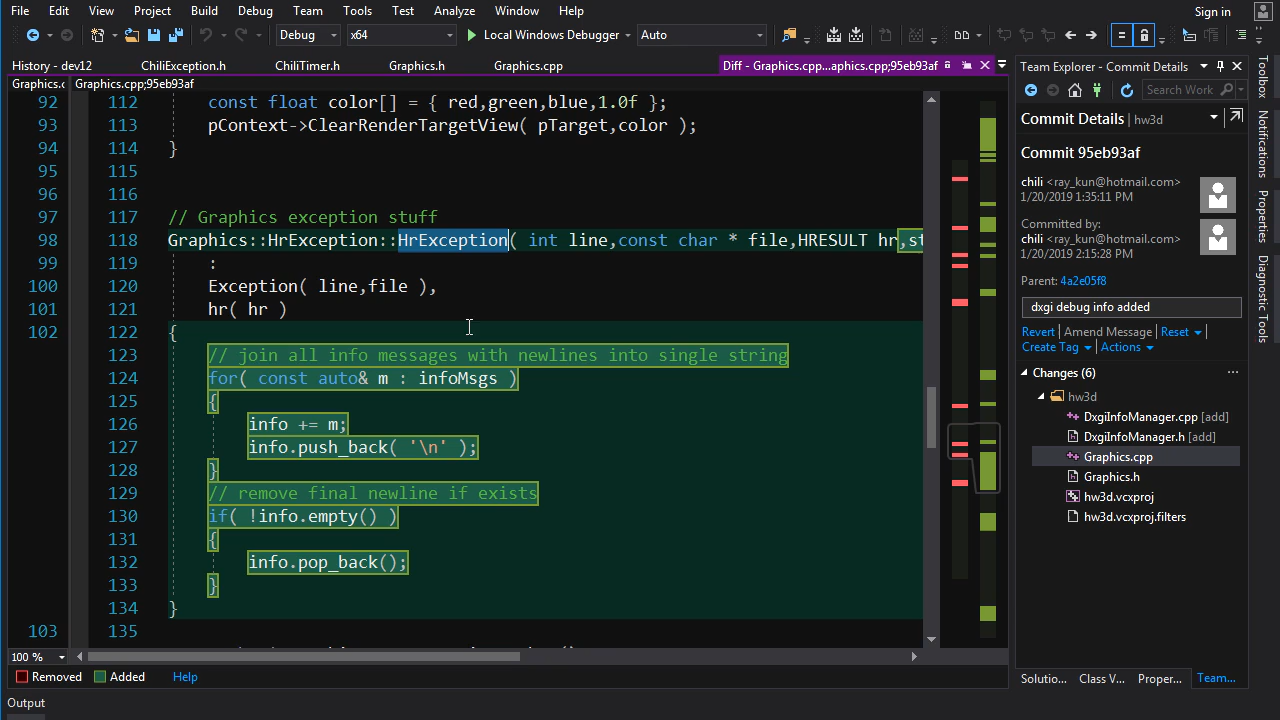 File Edit View Project Build Debug Team Tools Test Analyze Window Help Sign in
Debug x64 Local Windows Debugger Auto
History - dev12 ChiliException.h ChiliTimer.h Graphics.h Graphics.cpp Diff - Graphics.cpp...aphics.cpp;95eb93af
Graphics.c Graphics.cpp;95eb93af
92 112 const float color[] = { red,green,blue,1.0f };
93 113 pContext->ClearRenderTargetView( pTarget,color );
94 114 }
95 115
96 116
97 117 // Graphics exception stuff
98 118 Graphics::HrException::HrException( int line,const char * file,HRESULT hr,st
99 119 :
100 120 Exception( line,file ),
101 121 hr( hr )
102 122 {
123 // join all info messages with newlines into single string
124 for( const auto& m : infoMsgs )
125 {
126 info += m;
127 info.push_back( '\n' );
128 }
129 // remove final newline if exists
130 if( !info.empty() )
131 {
132 info.pop_back();
133 }
134 }
103 135
100 %
Removed Added Help
Output
Team Explorer - Commit Details
Search Work
Commit Details | hw3d
Commit 95eb93af
chili <ray_kun@hotmail.com>
1/20/2019 1:35:11 PM
Committed by:
chili <ray_kun@hotmail.com>
1/20/2019 2:15:28 PM
Parent: 4a2e05f8
dxgi debug info added
Revert | Amend Message | Reset |
Create Tag Actions
Changes (6) ...
hw3d
DxgiInfoManager.cpp [add]
DxgiInfoManager.h [add]
Graphics.cpp
Graphics.h
hw3d.vcxproj
hw3d.vcxproj.filters
Solutio... Class V... Proper... Team...
Toolbox
Notifications
Properties
Diagnostic Tools